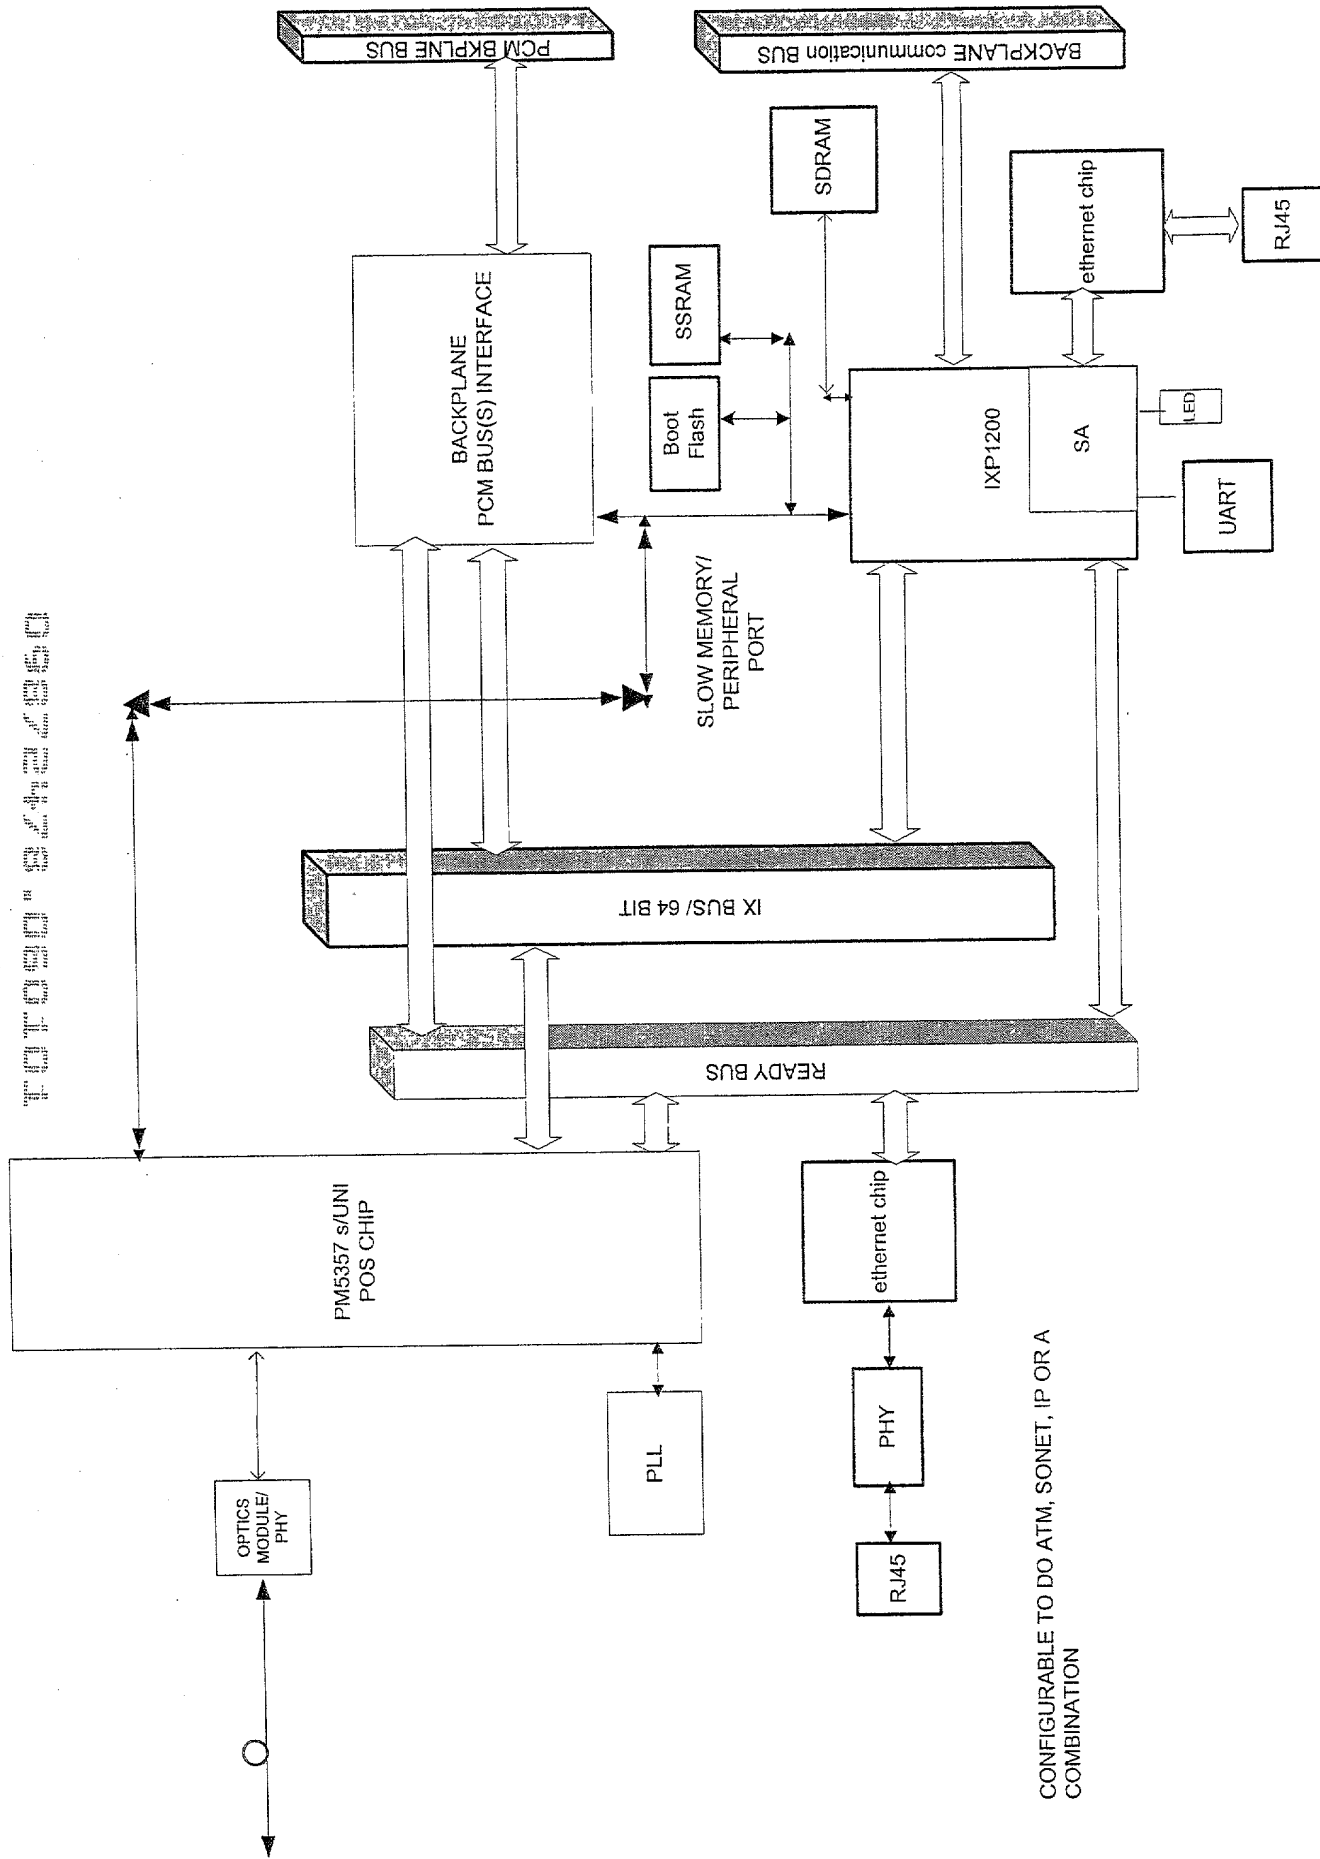 PCM BKPLNE BUS
BACKPLANE communication BUS
BACKPLANE
PCM BUS(S) INTERFACE
SDRAM
SSRAM
Boot
Flash
ethernet chip
RJ45
IXP1200
SA
LED
UART
SLOW MEMORY/
PERIPHERAL
PORT
IX BUS/ 64 BIT
READY BUS
PM5357 s/UNI
POS CHIP
OPTICS
MODULE/
PHY
PLL
ethernet chip
PHY
RJ45
CONFIGURABLE TO DO ATM, SONET, IP OR A
COMBINATION